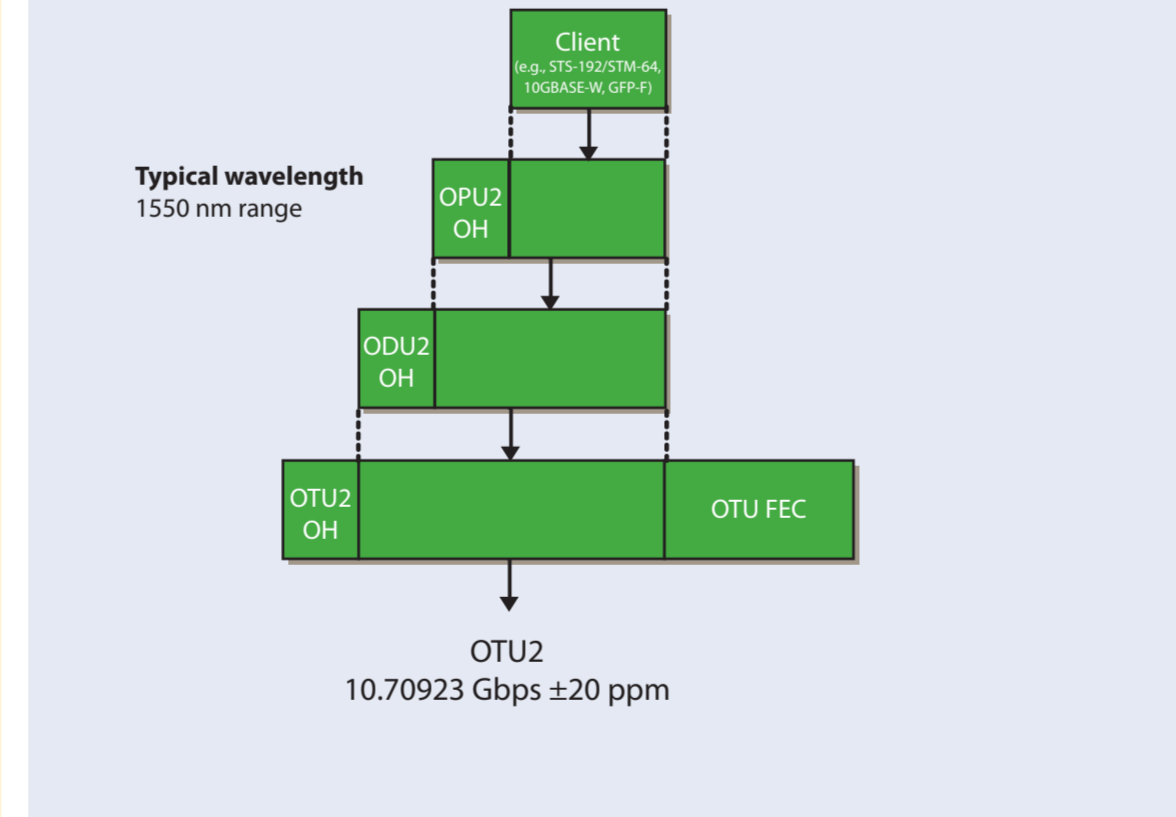 Client
(e.g., STS-192/STM-64,
10GBASE-W, GFP-F)
Typical wavelength
1550 nm range
OPU2
OH
ODU2
OH
OTU2
OH
OTU FEC
OTU2
10.70923 Gbps ±20 ppm